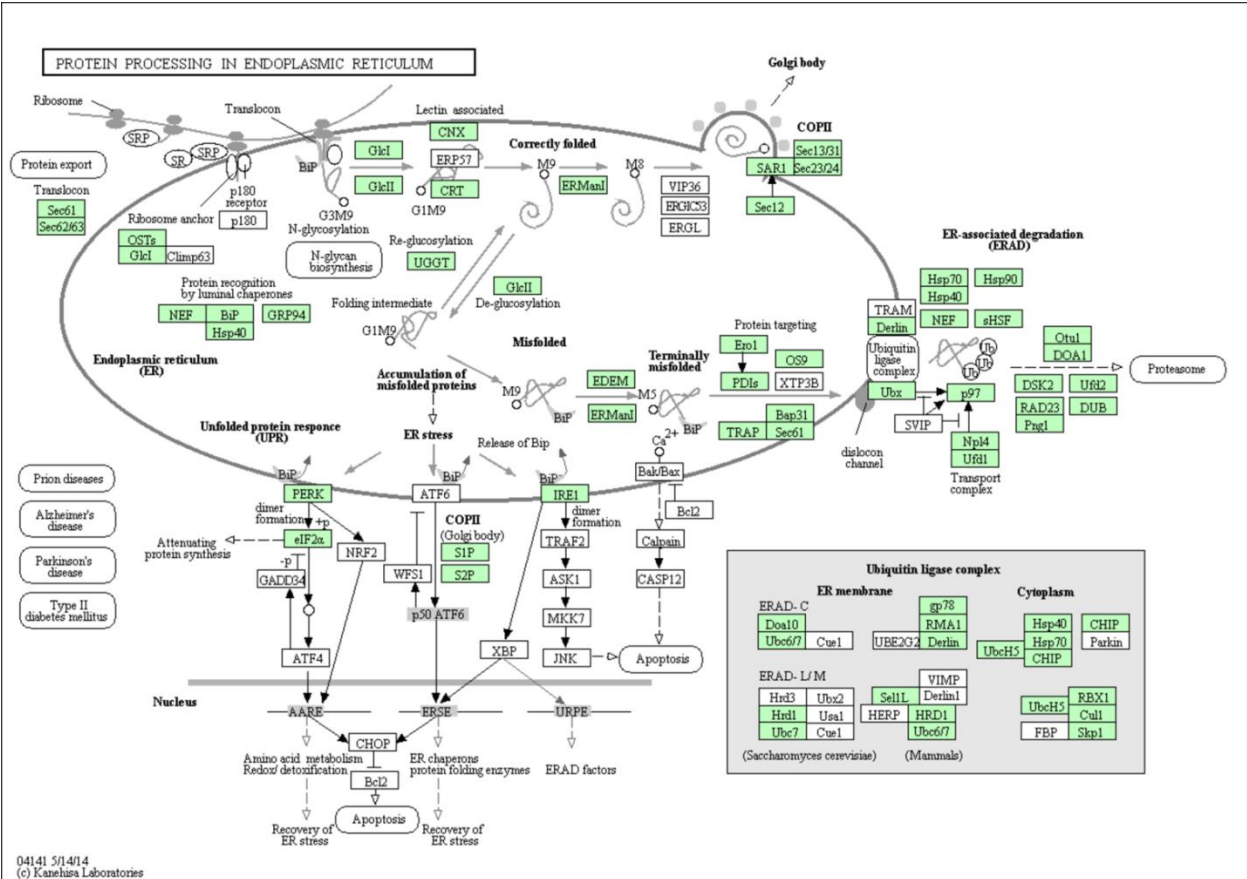 PROTEIN PROCESSING IN ENDOPLASMIC RETICULUM
Golgi body
Ribosome
Translocon
Lectin associated
SRP
SR
SRP
Protein export
BiP
GlcI
GlcII
CNX
ERP57
CRT
G1M9
Correctly folded
M9
ERManI
M8
VIP36
ERGIC53
ERGL
COPII
Sec13/31
SAR1
Sec23/24
Sec12
Translocon
Sec61
Sec62/63
p180
receptor
Ribosome anchor
p180
OSTs
GlcI
Climp63
G3M9
N-glycosylation
N-glycan
biosynthesis
Re-glucosylation
UGGT
GlcII
De-glucosylation
Protein recognition
by luminal chaperones
NEF
BiP
GRP94
Hsp40
Folding intermediate
G1M9
Endoplasmic reticulum
(ER)
Misfolded
Accumulation of
misfolded proteins
M9
BiP
EDEM
ERManI
Terminally
misfolded
M5
BiP
Protein targeting
Ero1
PDIs
OS9
XTP3B
Bap31
TRAP
Sec61
ER-associated degradation
(ERAD)
Hsp70
Hsp90
Hsp40
TRAM
Derlin
NEF
sHSF
Ubiquitin
ligase
complex
Ub
Ub
Ub
Ubx
p97
SVIP
Npl4
Ufd1
Transport
complex
dislocon
channel
Otu1
DOA1
DSK2
Ufd2
RAD23
DUB
Png1
Proteasome
Unfolded protein responce
(UPR)
ER stress
Release of Bip
Ca2+
Bak/Bax
Bcl2
Calpain
CASP12
Apoptosis
BiP
PERK
dimer
formation
+p
eIF2α
Attenuating
protein synthesis
-p
GADD34
NRF2
ATF4
BiP
ATF6
COPII
(Golgi body)
S1P
S2P
WFS1
p50 ATF6
BiP
IRE1
dimer
formation
TRAF2
ASK1
MKK7
JNK
XBP
Prion diseases
Alzheimer's
disease
Parkinson's
disease
Type II
diabetes mellitus
Nucleus
AARE
ERSE
URPE
CHOP
Bcl2
Apoptosis
Amino acid metabolism
Redox/ detoxification
ER chaperons
protein folding enzymes
ERAD factors
Recovery of
ER stress
Recovery of
ER stress
Ubiquitin ligase complex
ER membrane
Cytoplasm
ERAD- C
Doa10
Ubc6/7
Cue1
gp78
RMA1
UBE2G2
Derlin
Hsp40
Hsp70
UbcH5
CHIP
CHIP
Parkin
ERAD- L/ M
Hrd3
Ubx2
Hrd1
Usa1
Ubc7
Cue1
VIMP
Sel1L
Derlin1
HERP
HRD1
Ubc6/7
UbcH5
RBX1
Cul1
FBP
Skp1
(Saccharomyces cerevisiae)
(Mammals)
04141 5/14/14
(c) Kanehisa Laboratories